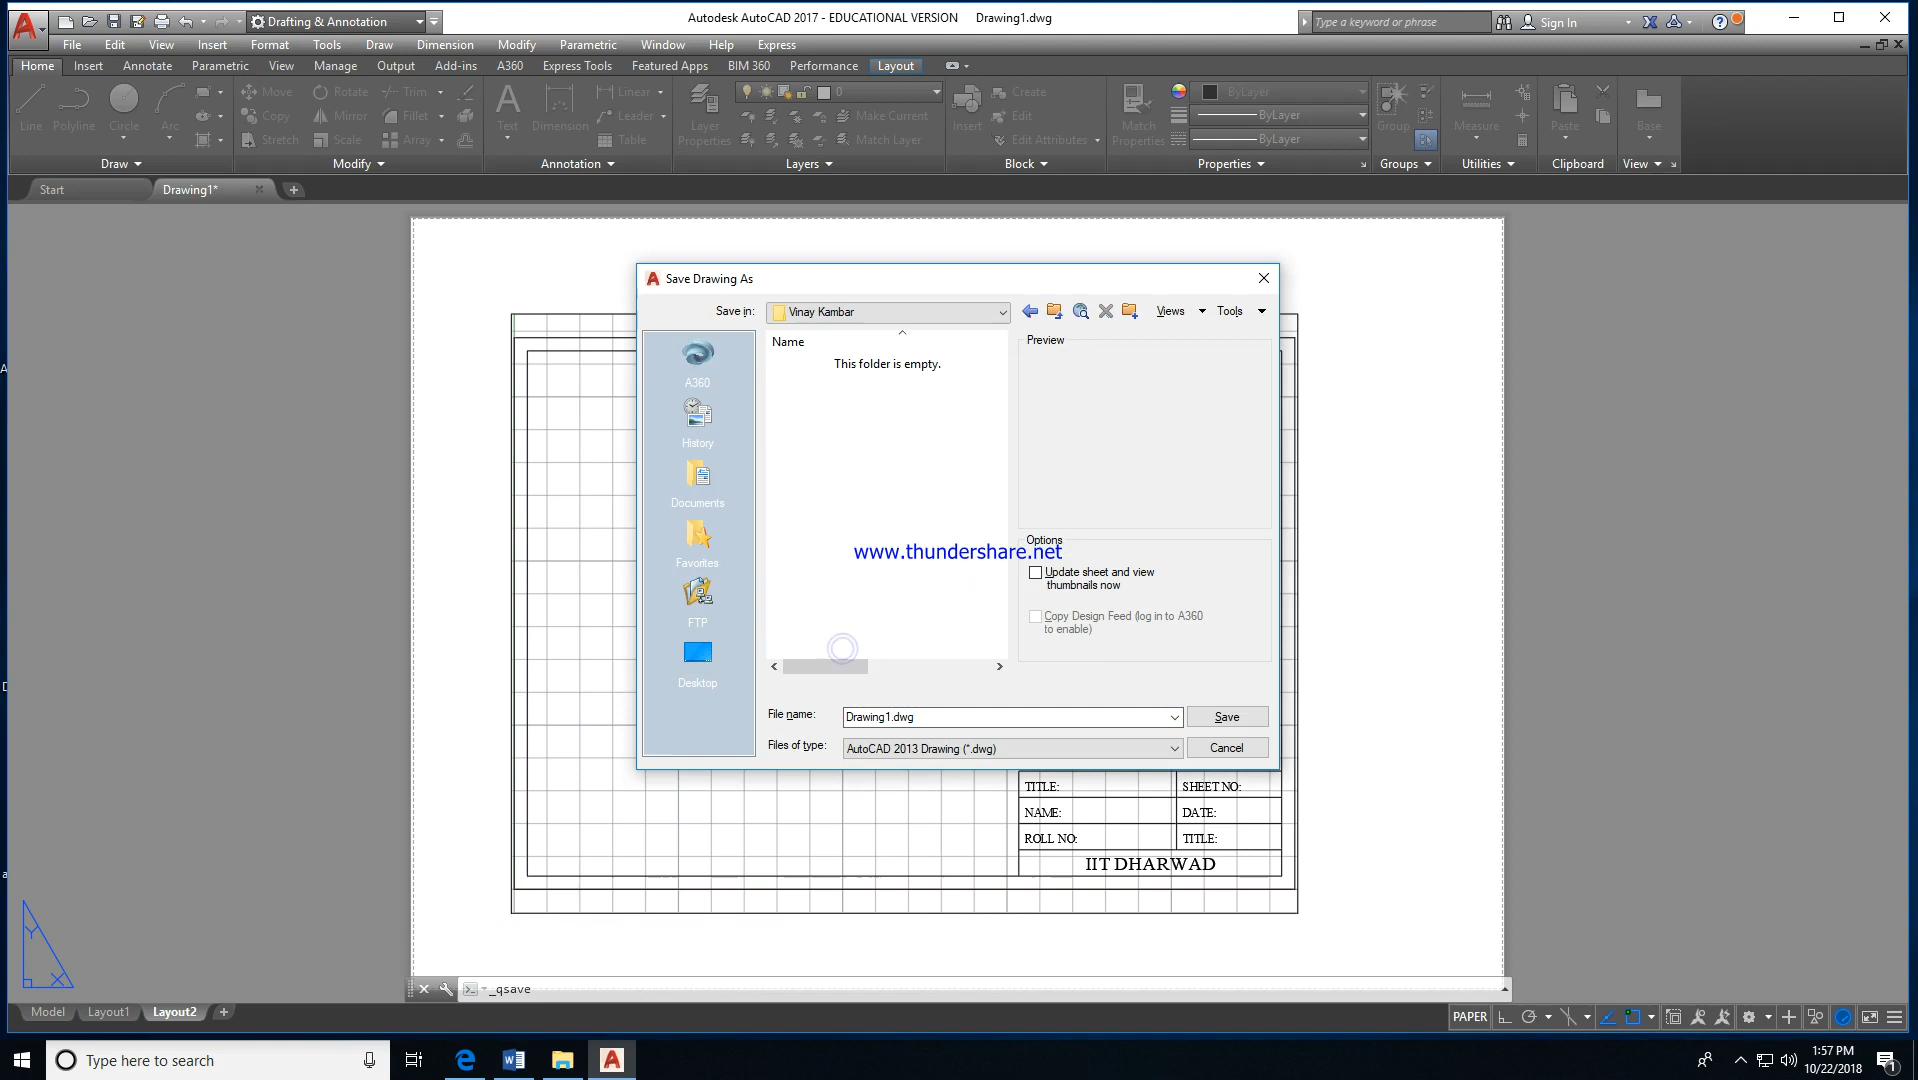 Drafting & Annotation
Autodesk AutoCAD 2017 - EDUCATIONAL VERSION Drawing1.dwg
Type a keyword or phrase
Sign In
File Edit View Insert Format Tools Draw Dimension Modify Parametric Window Help Express
Home Insert Annotate Parametric View Manage Output Add-ins A360 Express Tools Featured Apps BIM 360 Performance Layout
Line Polyline Circle Arc
Move Rotate Trim
Copy Mirror Fillet
Stretch Scale Array
Text Dimension
Linear
Leader
Table
Layer Properties
0
Make Current
Match Layer
Insert
Create
Edit
Edit Attributes
Match Properties
ByLayer
ByLayer
ByLayer
Group
Measure
Paste
Base
Draw Modify Annotation Layers Block Properties Groups Utilities Clipboard View
Start Drawing1*
Save Drawing As
Save in: Vinay Kambar
Views Tools
Name
This folder is empty.
Preview
A360
History
Documents
Favorites
FTP
Desktop
www.thundershare.net
Options
Update sheet and view
thumbnails now
Copy Design Feed (log in to A360
to enable)
File name: Drawing1.dwg Save
Files of type: AutoCAD 2013 Drawing (*.dwg) Cancel
TITLE: SHEET NO:
NAME: DATE:
ROLL NO: TITLE:
IIT DHARWAD
Y
X
_qsave
Model Layout1 Layout2
PAPER
Type here to search
1:57 PM
10/22/2018
1